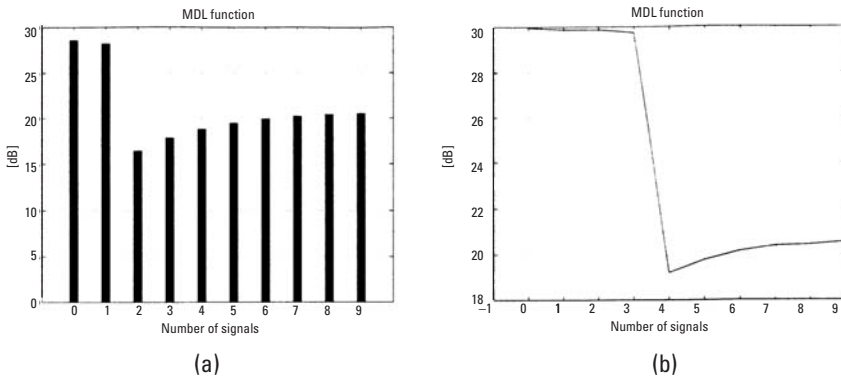 MDL function
30
25
20
15
10
5
0
[dB]
0 1 2 3 4 5 6 7 8 9
Number of signals
(a)
MDL function
30
28
26
24
22
20
18
[dB]
–1 0 1 2 3 4 5 6 7 8 9
Number of signals
(b)